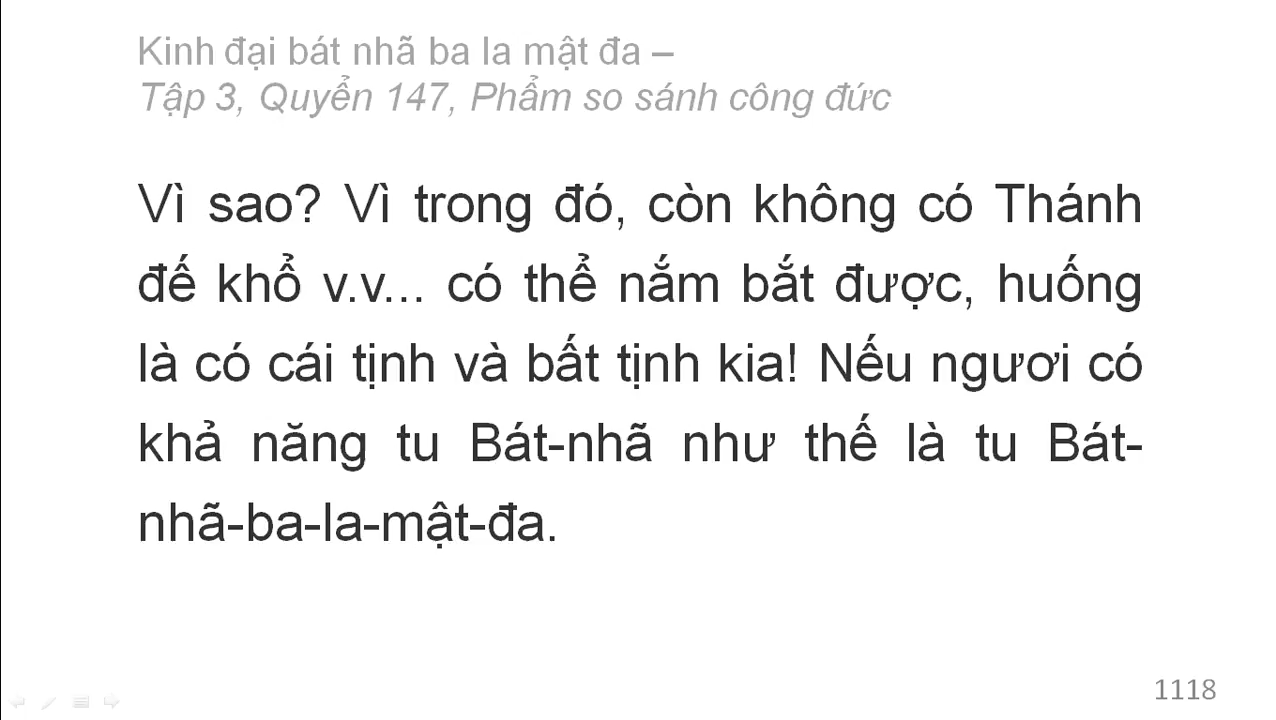 Kinh đại bát nhã ba la mật đa –
Tập 3, Quyển 147, Phẩm so sánh công đức
Vì sao? Vì trong đó, còn không có Thánh
đế khổ v.v... có thể nắm bắt được, huống
là có cái tịnh và bất tịnh kia! Nếu ngươi có
khả năng tu Bát-nhã như thế là tu Bát-
nhã-ba-la-mật-đa.
1118